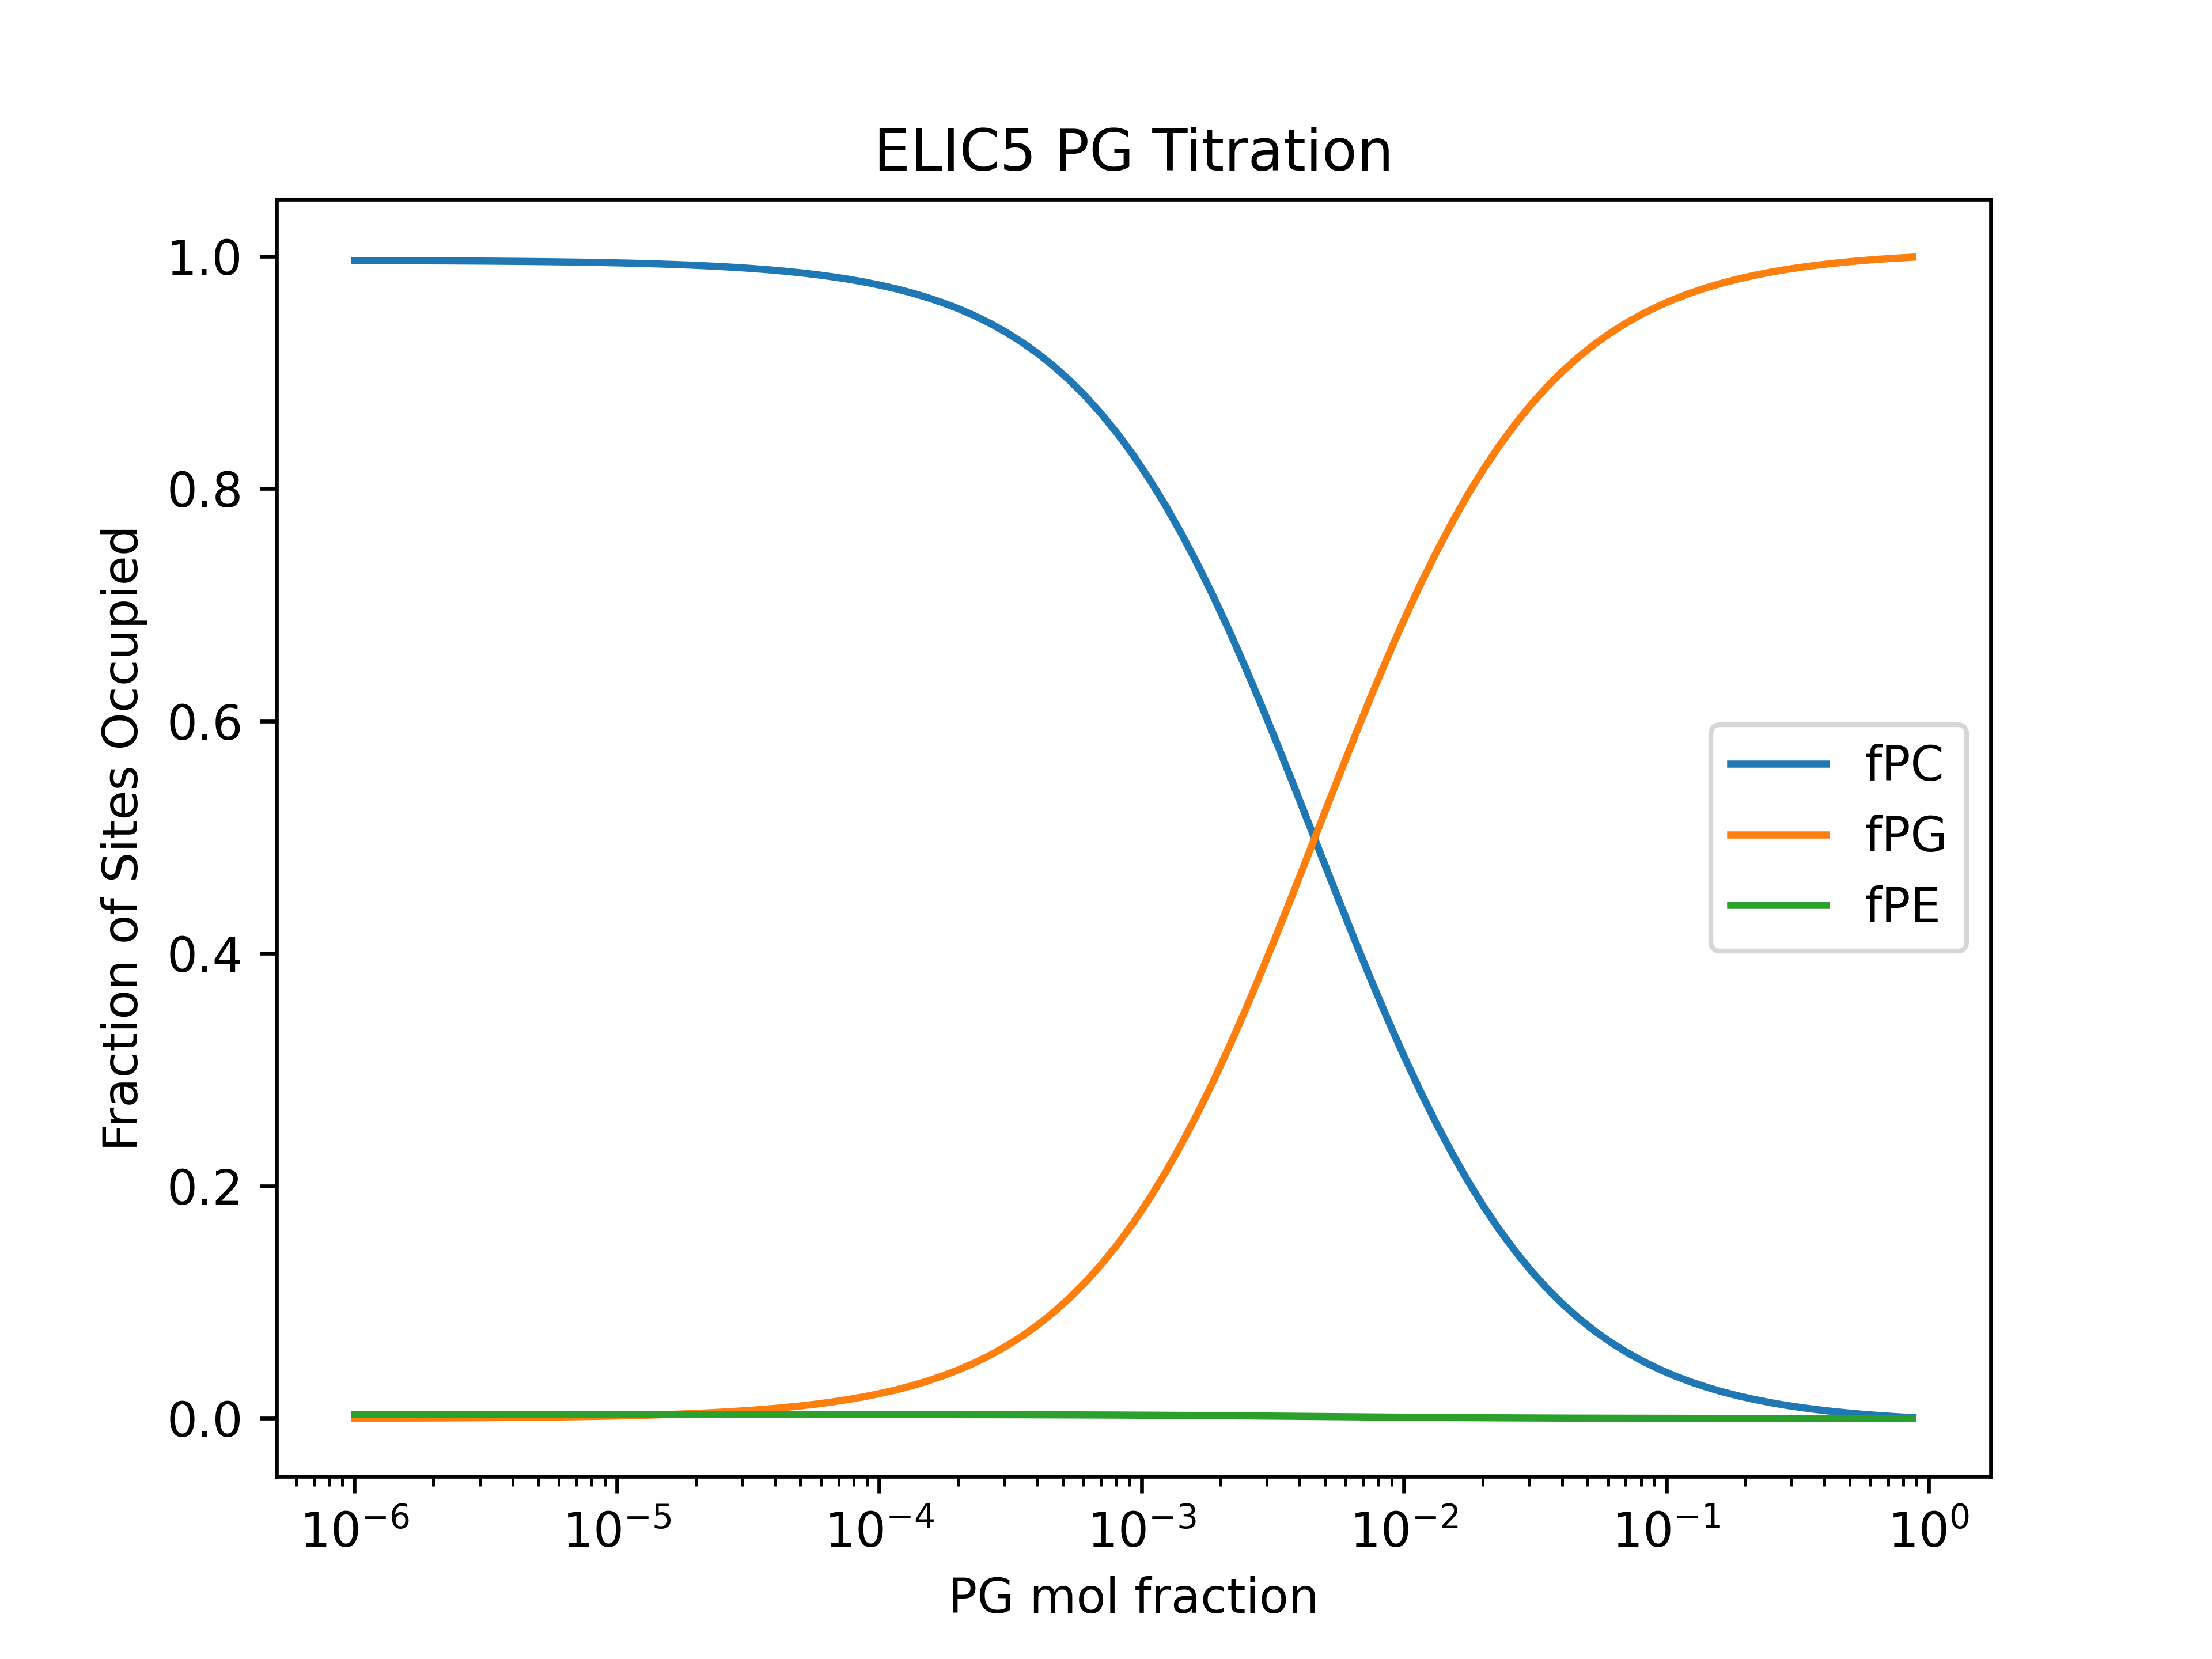 ELIC5 PG Titration
Fraction of Sites Occupied
1.0
0.8
0.6
0.4
0.2
0.0
fPC
fPG
fPE
10⁻⁶ 10⁻⁵ 10⁻⁴ 10⁻³ 10⁻² 10⁻¹ 10⁰
PG mol fraction